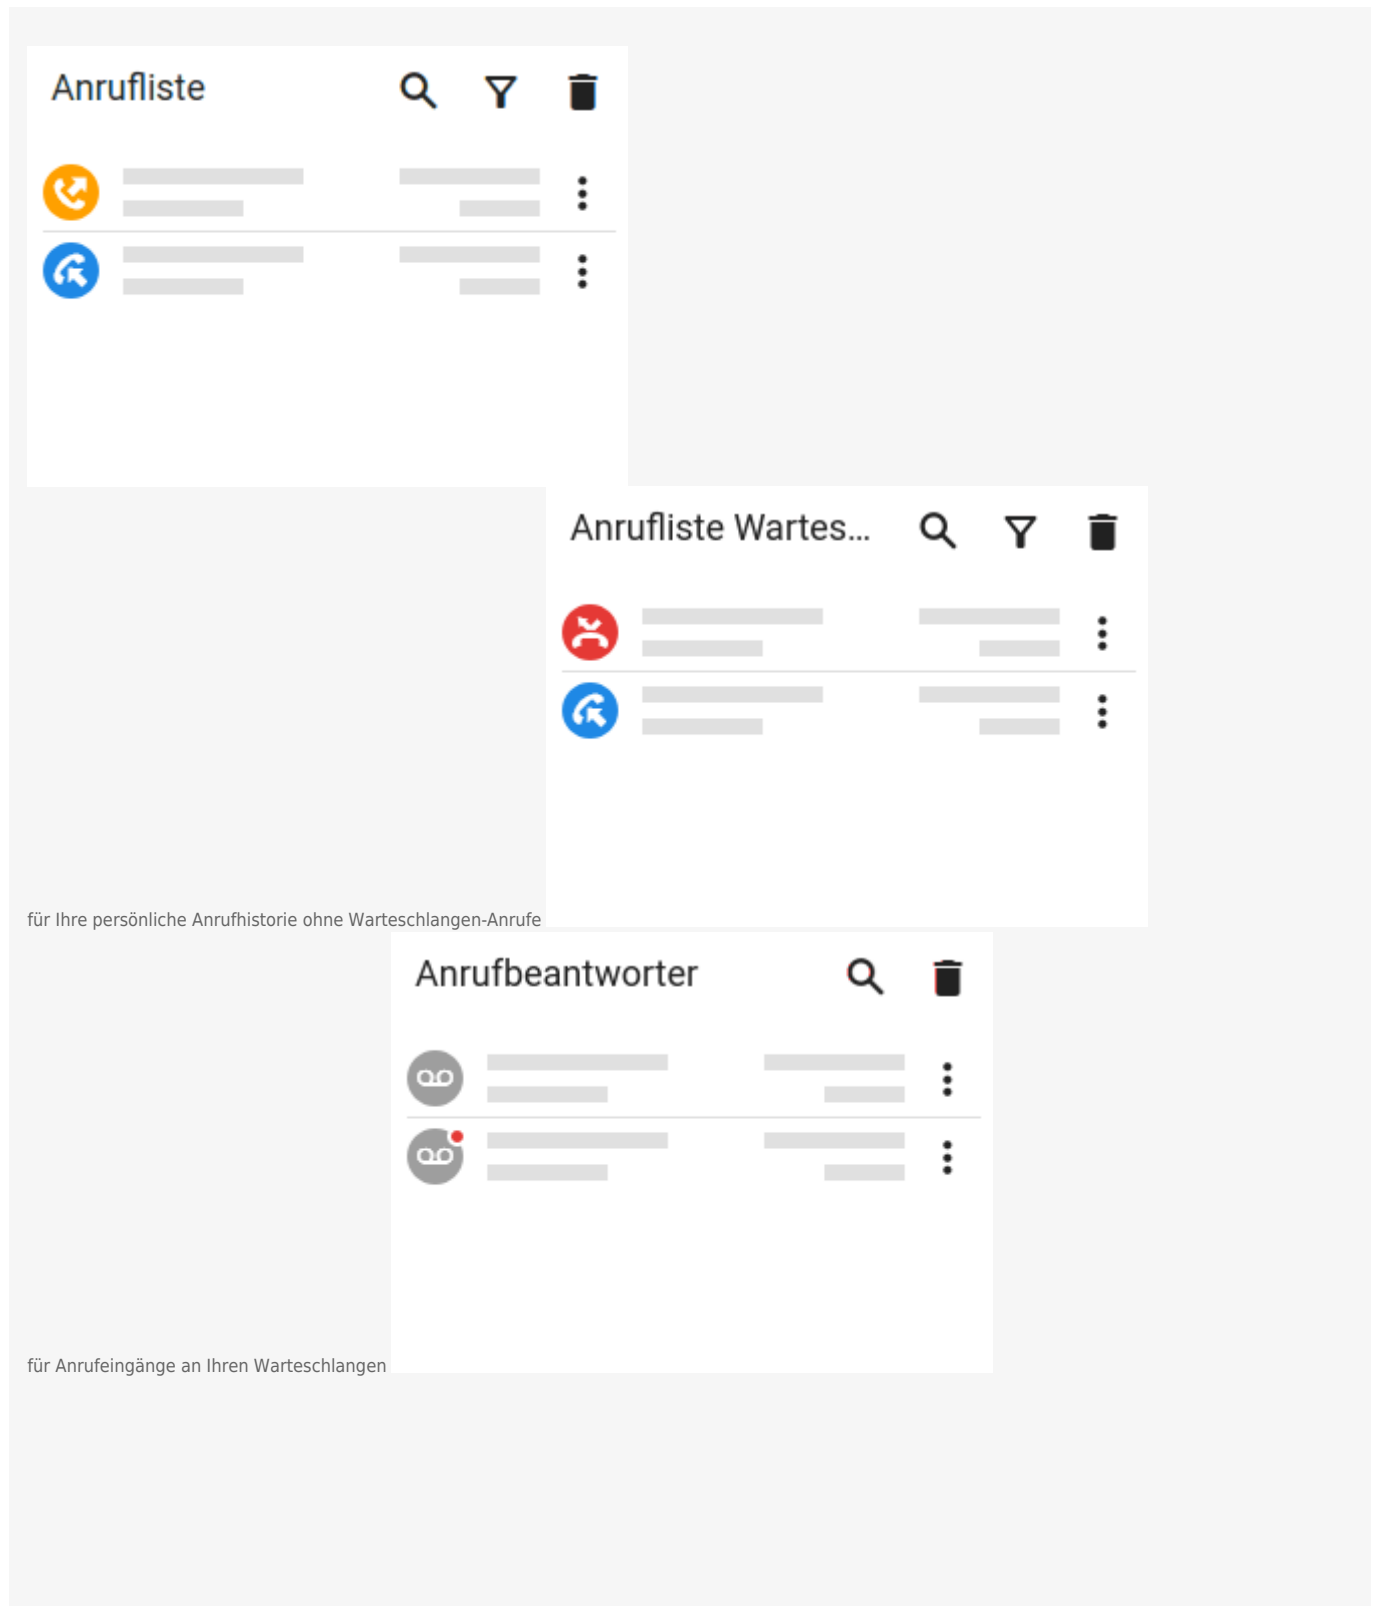 Anrufliste
Anrufliste Wartes...
für Ihre persönliche Anrufhistorie ohne Warteschlangen-Anrufe
Anrufbeantworter
für Anrufeingänge an Ihren Warteschlangen